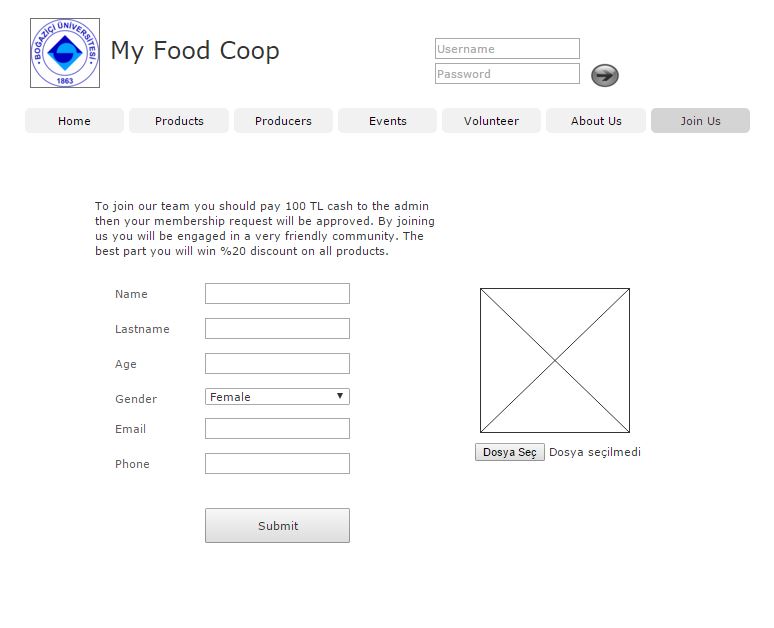 BOĞAZİÇİ ÜNİVERSİTESİ
1863
My Food Coop
Username
Password
Home Products Producers Events Volunteer About Us Join Us
To join our team you should pay 100 TL cash to the admin
then your membership request will be approved. By joining
us you will be engaged in a very friendly community. The
best part you will win %20 discount on all products.
Name
Lastname
Age
Gender Female
Email
Phone
Dosya Seç Dosya seçilmedi
Submit